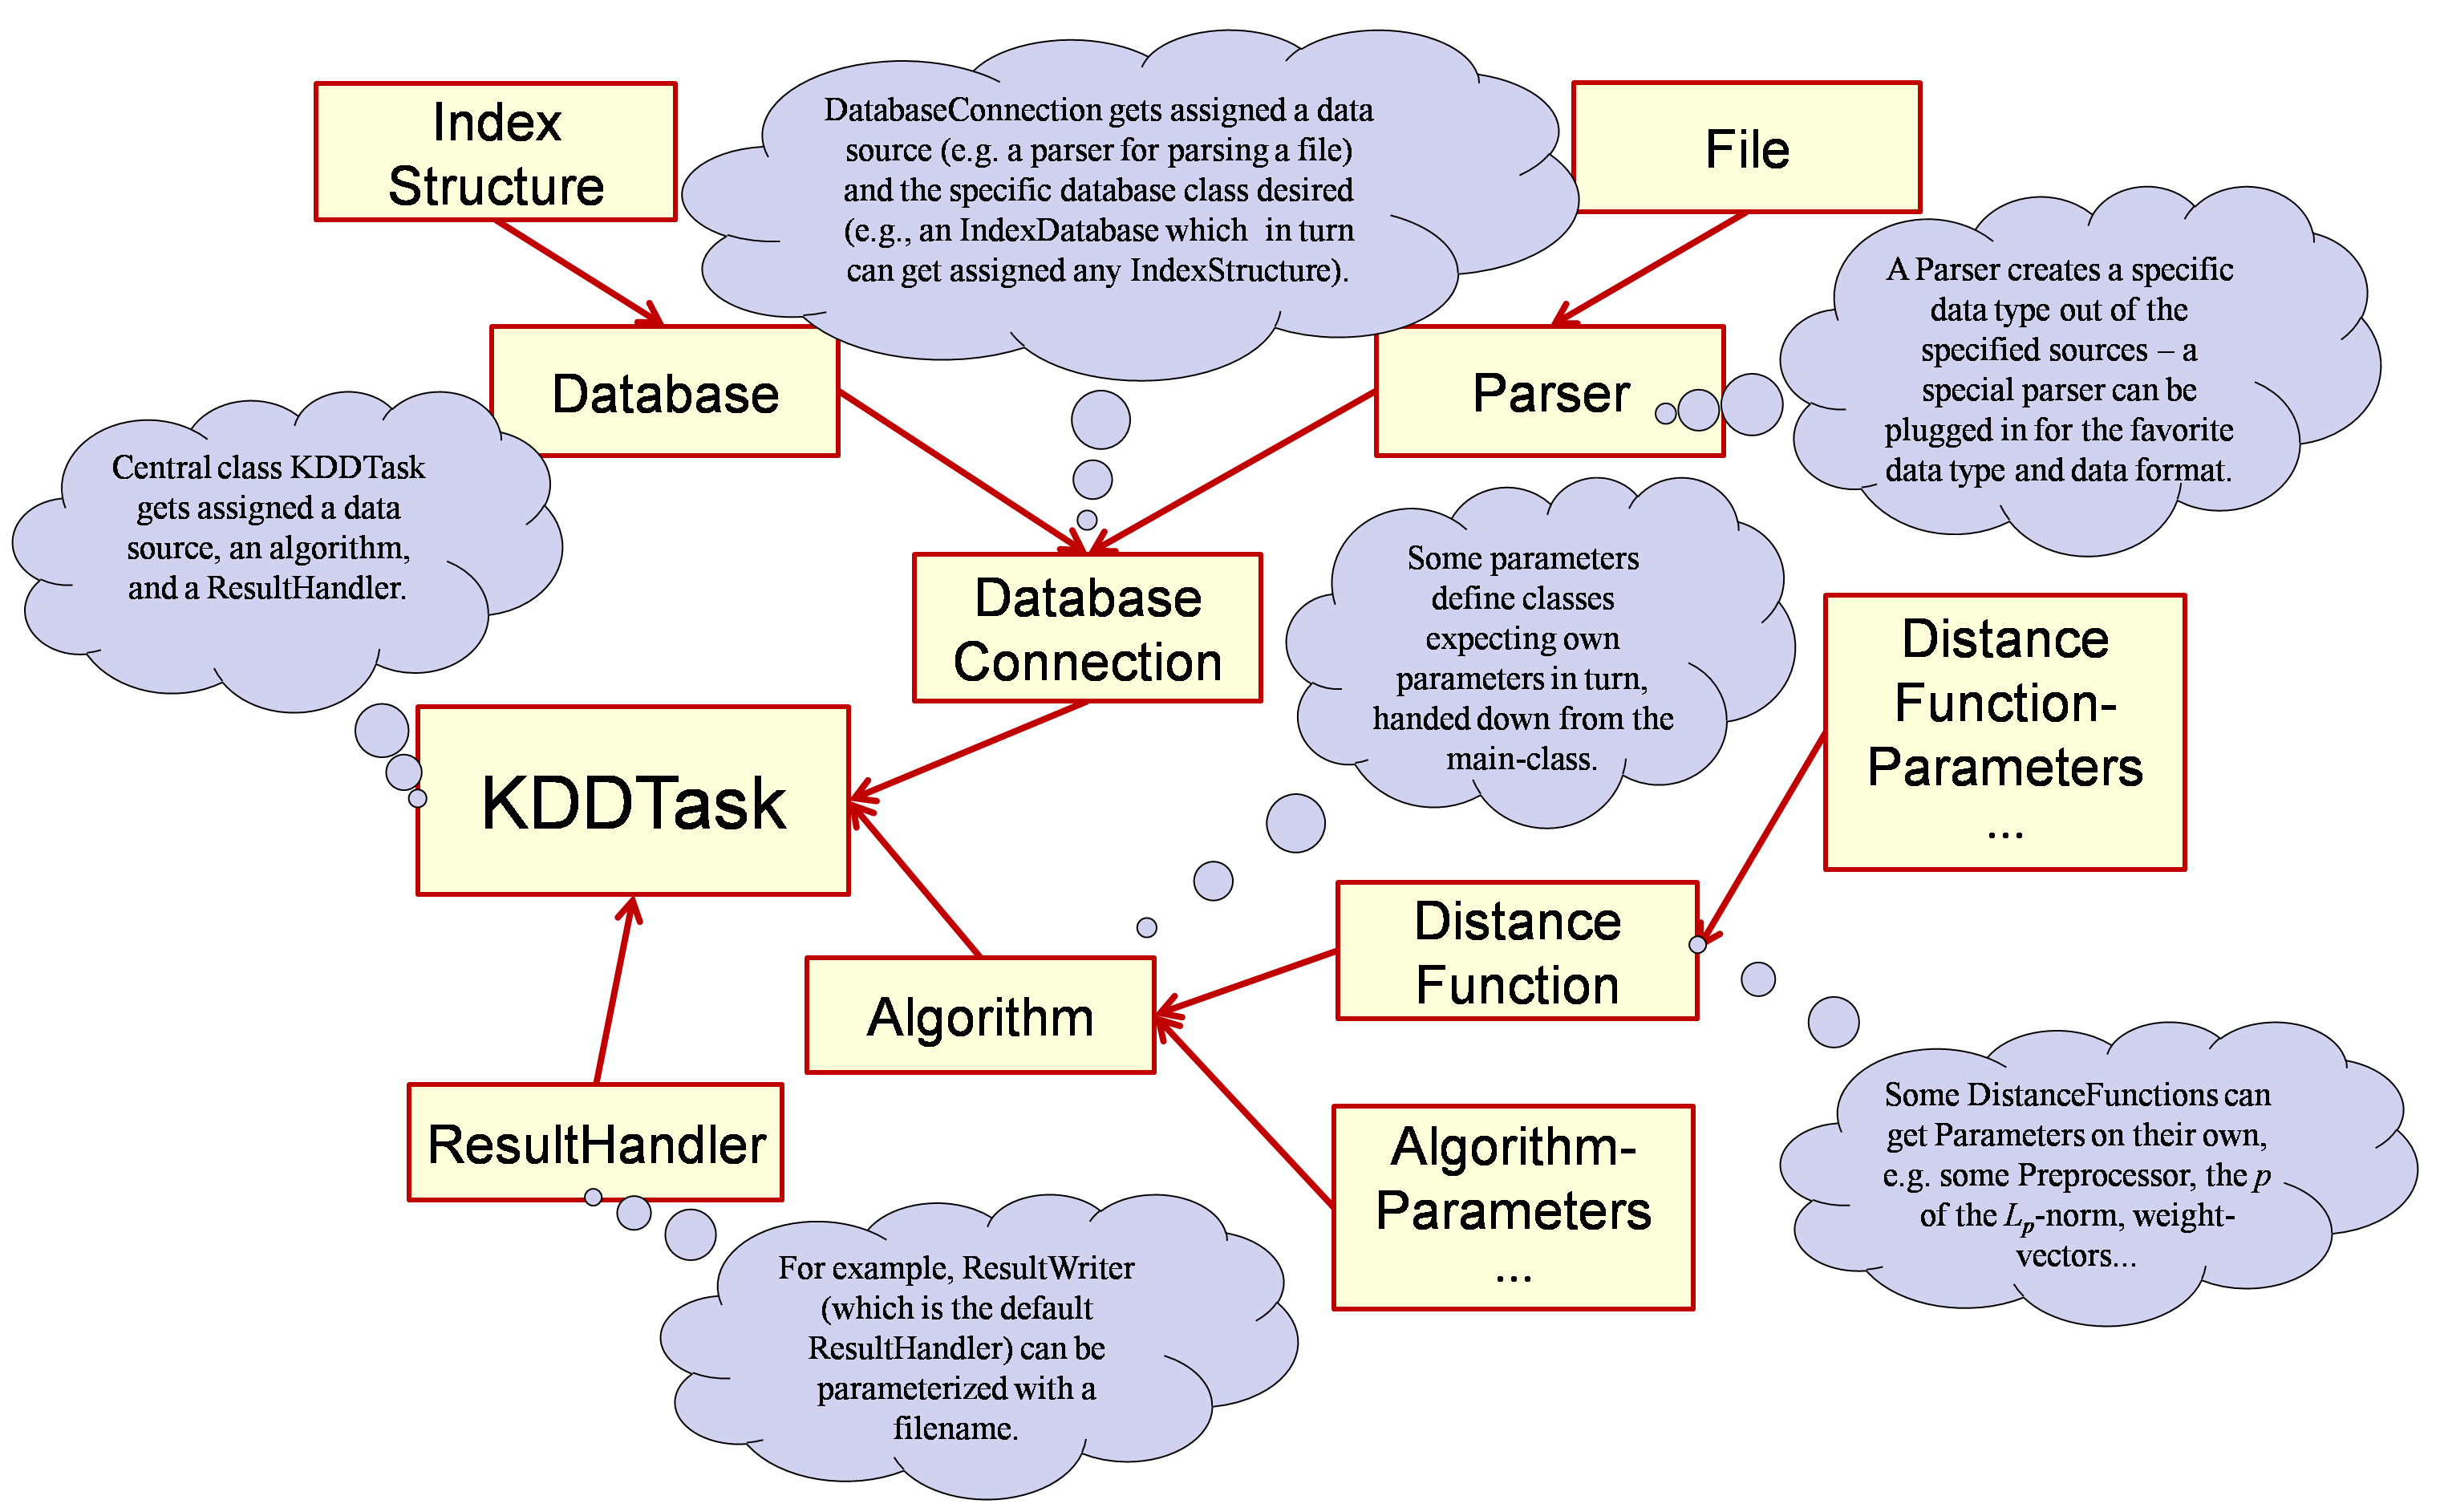 Index
Structure
DatabaseConnection gets assigned a data
source (e.g. a parser for parsing a file)
and the specific database class desired
(e.g., an IndexDatabase which in turn
can get assigned any IndexStructure).
File
A Parser creates a specific
data type out of the
specified sources – a
special parser can be
plugged in for the favorite
data type and data format.
Database
Parser
Central class KDDTask
gets assigned a data
source, an algorithm,
and a ResultHandler.
Database
Connection
Some parameters
define classes
expecting own
parameters in turn,
handed down from the
main-class.
Distance
Function-
Parameters
...
KDDTask
Distance
Function
Algorithm
ResultHandler
Algorithm-
Parameters
...
Some DistanceFunctions can
get Parameters on their own,
e.g. some Preprocessor, the p
of the Lp-norm, weight-
vectors...
For example, ResultWriter
(which is the default
ResultHandler) can be
parameterized with a
filename.